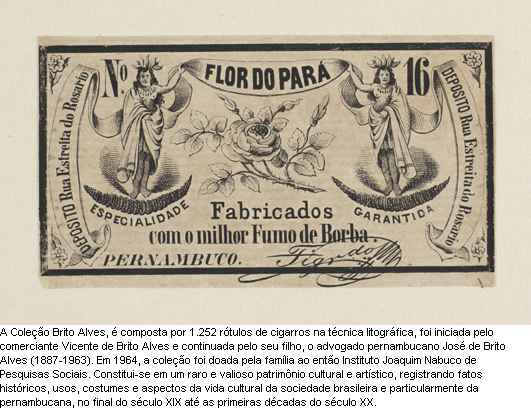 Nº FLOR DO PARÁ 16
DEPOSITO Rua Estreita do Rosario
DEPOSITO Rua Estreita do Rosario
ESPECIALIDADE GARANTIDA
Fabricados
com o milhor Fumo de Borba.
PERNAMBUCO.
A Coleção Brito Alves, é composta por 1.252 rótulos de cigarros na técnica litográfica, foi iniciada pelo
comerciante Vicente de Brito Alves e continuada pelo seu filho, o advogado pernambucano José de Brito
Alves (1887-1963). Em 1964, a coleção foi doada pela família ao então Instituto Joaquim Nabuco de
Pesquisas Sociais. Constitui-se em um raro e valioso patrimônio cultural e artístico, registrando fatos
históricos, usos, costumes e aspectos da vida cultural da sociedade brasileira e particularmente da
pernambucana, no final do século XIX até as primeiras décadas do século XX.